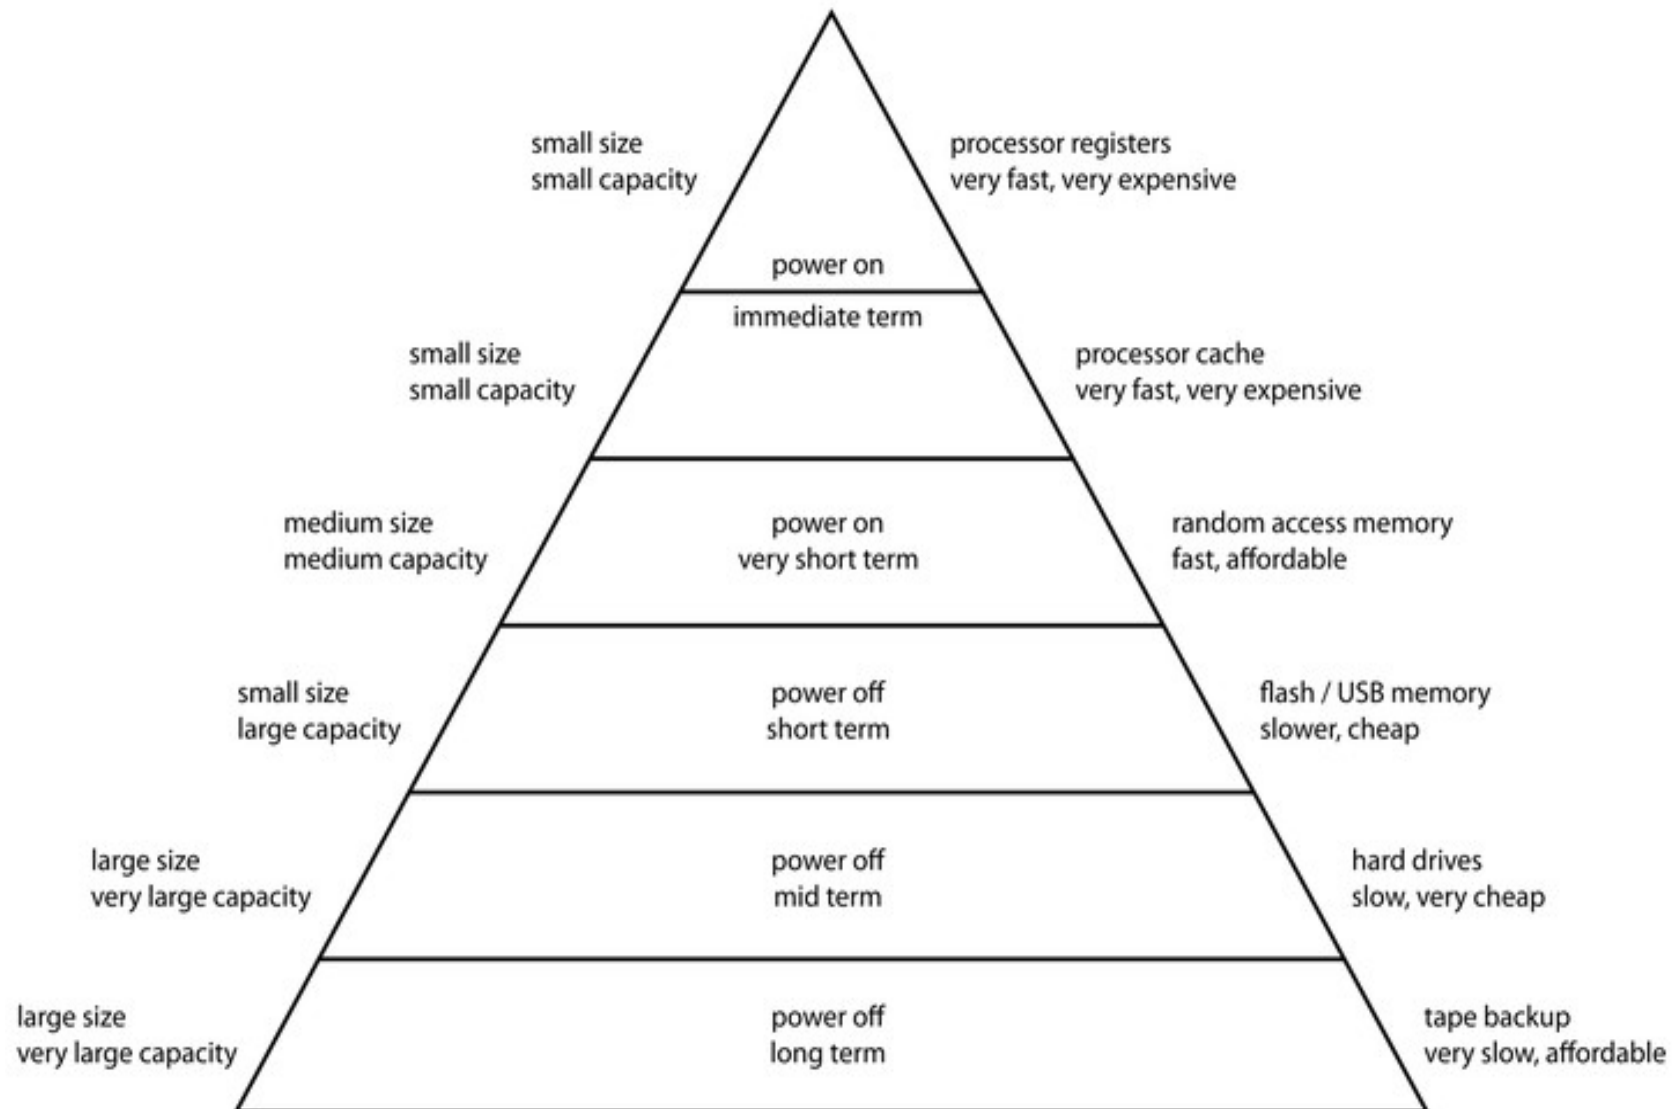 small size
small capacity
processor registers
very fast, very expensive
power on
immediate term
small size
small capacity
processor cache
very fast, very expensive
medium size
medium capacity
power on
very short term
random access memory
fast, affordable
small size
large capacity
power off
short term
flash / USB memory
slower, cheap
large size
very large capacity
power off
mid term
hard drives
slow, very cheap
large size
very large capacity
power off
long term
tape backup
very slow, affordable